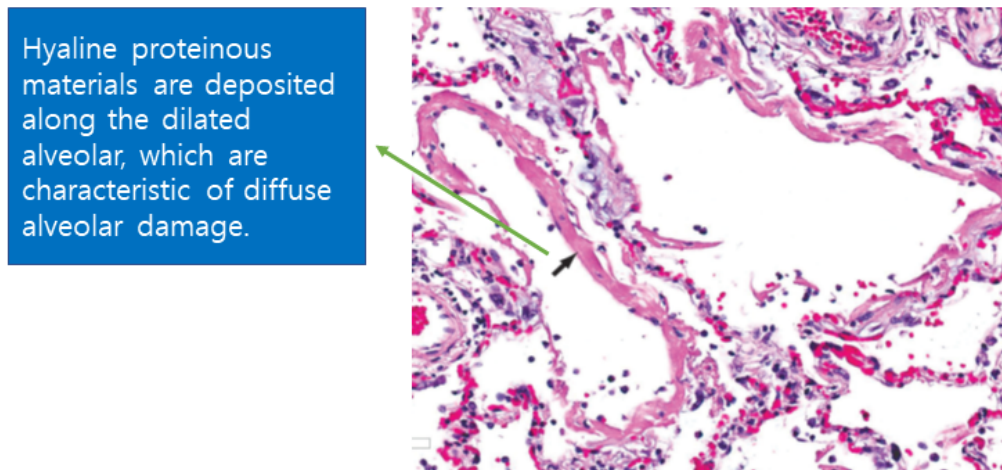 Hyaline proteinous
materials are deposited
along the dilated
alveolar, which are
characteristic of diffuse
alveolar damage.